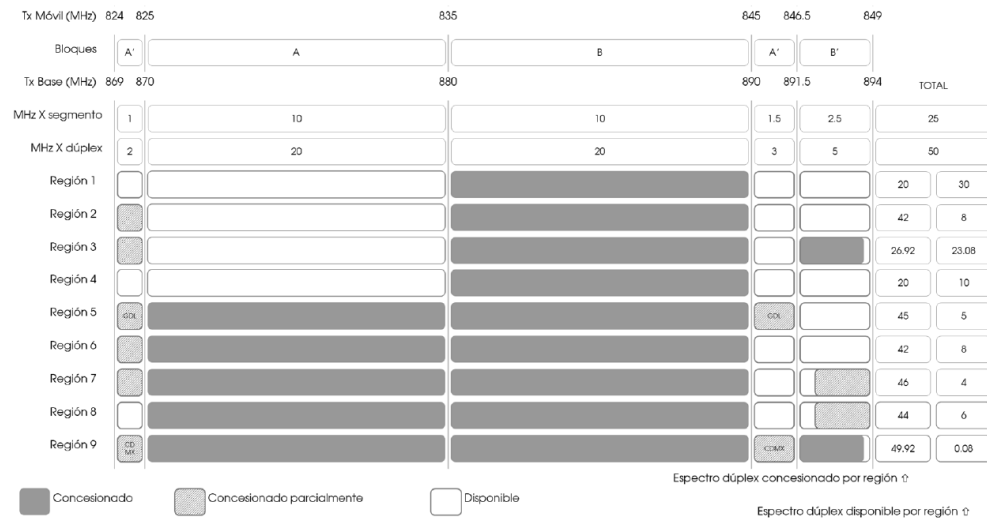 Tx Móvil (MHz) 824 825 835 845 846.5 849
Bloques A' A B A' B'
Tx Base (MHz) 869 870 880 890 891.5 894 TOTAL
MHz X segmento 1 10 10 1.5 2.5 25
MHz X dúplex 2 20 20 3 5 50
Región 1 20 30
Región 2 42 8
Región 3 26.92 23.08
Región 4 20 10
Región 5 GDL GDL 45 5
Región 6 42 8
Región 7 46 4
Región 8 44 6
Región 9 CD MX CDMX 49.92 0.08
Espectro dúplex concesionado por región ⇧
Concesionado Concesionado parcialmente Disponible
Espectro dúplex disponible por región ⇧